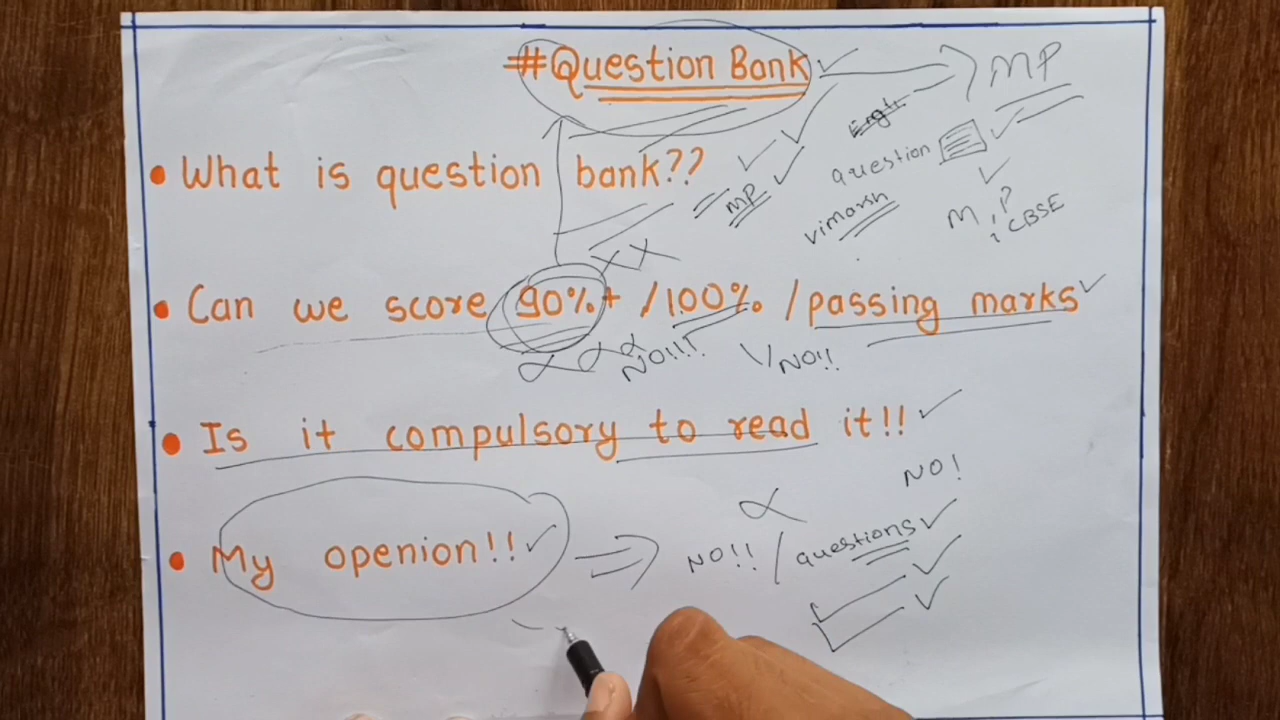 #Question Bank
MP
Engt
question
vimarsh
MP
M.P
CBSE
• What is question bank??
• Can we score 90%+ /100% /passing marks
NO!!!!
NO!!
• Is it compulsory to read it!!
NO!
• My openion!!
NO!! / questions